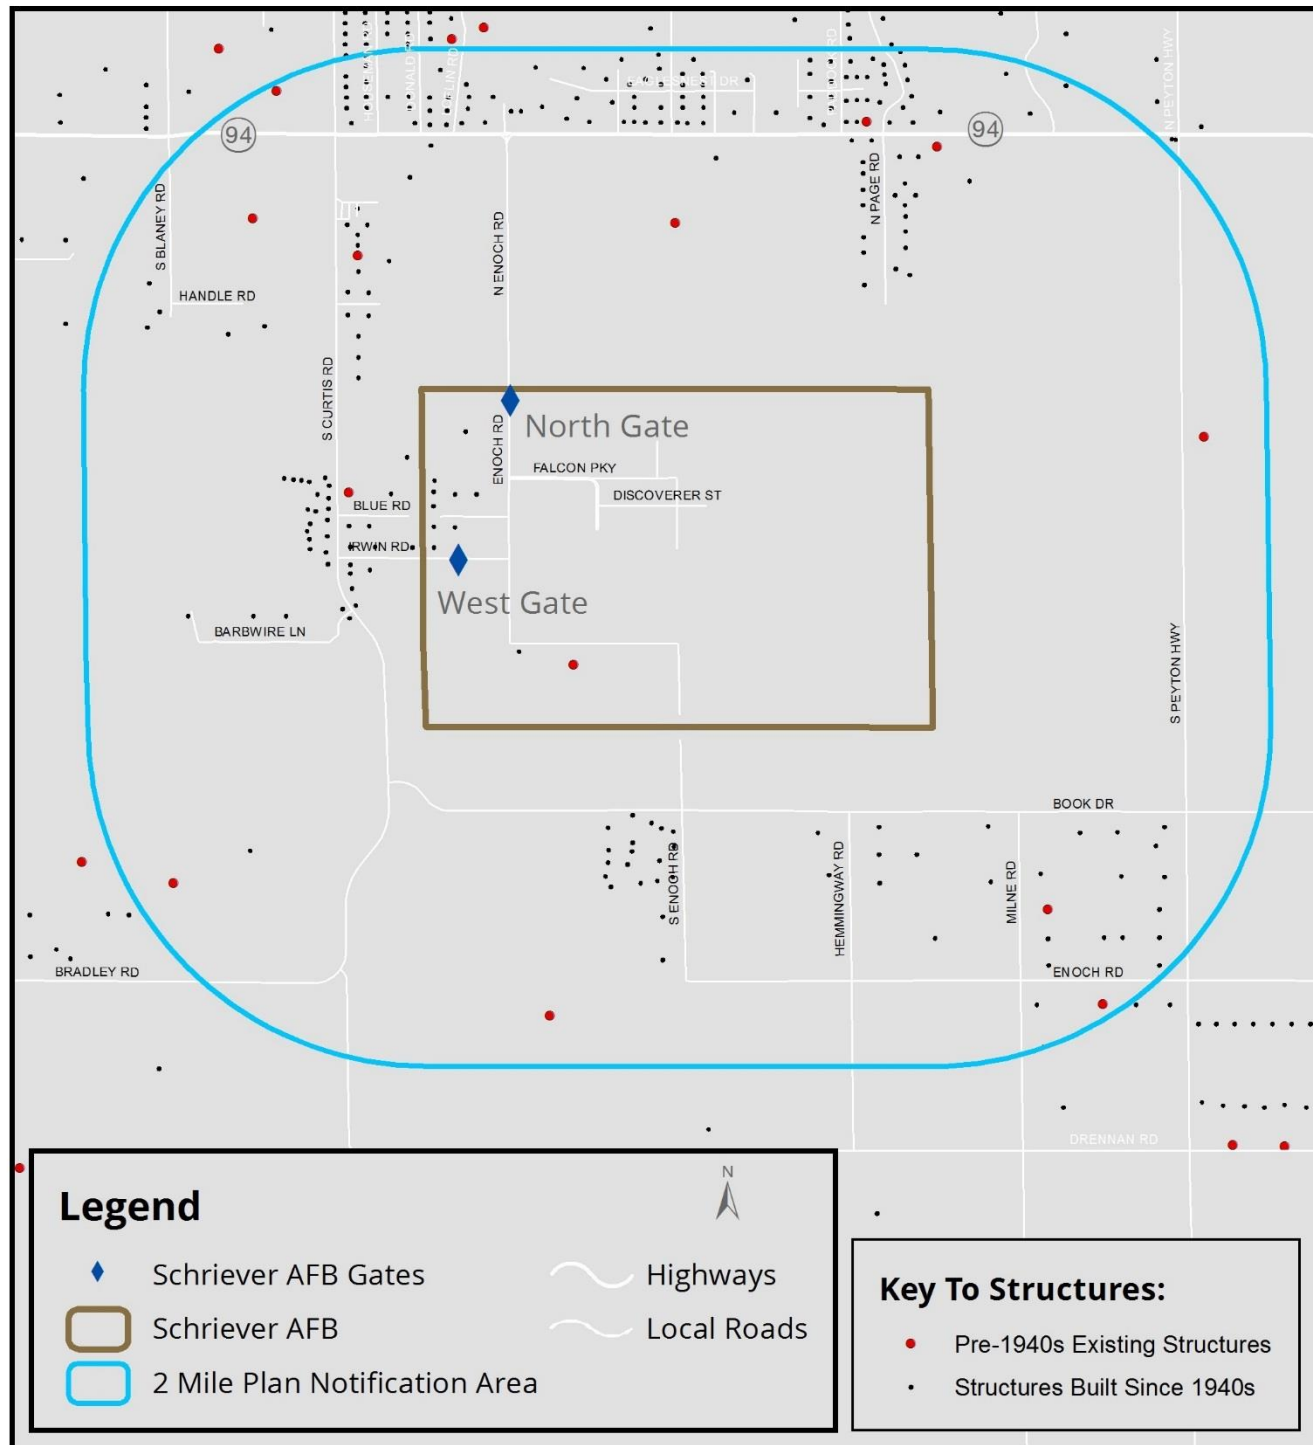 EAGLESNEST DR
N PEYTON HWY
94
94
S BLANEY RD
N PAGE RD
N ENOCH RD
HANDLE RD
S CURTIS RD
North Gate
ENOCH RD
FALCON PKY
DISCOVERER ST
BLUE RD
IRWIN RD
West Gate
BARBWIRE LN
S PEYTON HWY
BOOK DR
S ENOCH RD
HEMMINGWAY RD
MILNE RD
BRADLEY RD
ENOCH RD
DRENNAN RD
Legend
N
Schriever AFB Gates
Highways
Schriever AFB
Local Roads
2 Mile Plan Notification Area
Key To Structures:
Pre-1940s Existing Structures
Structures Built Since 1940s